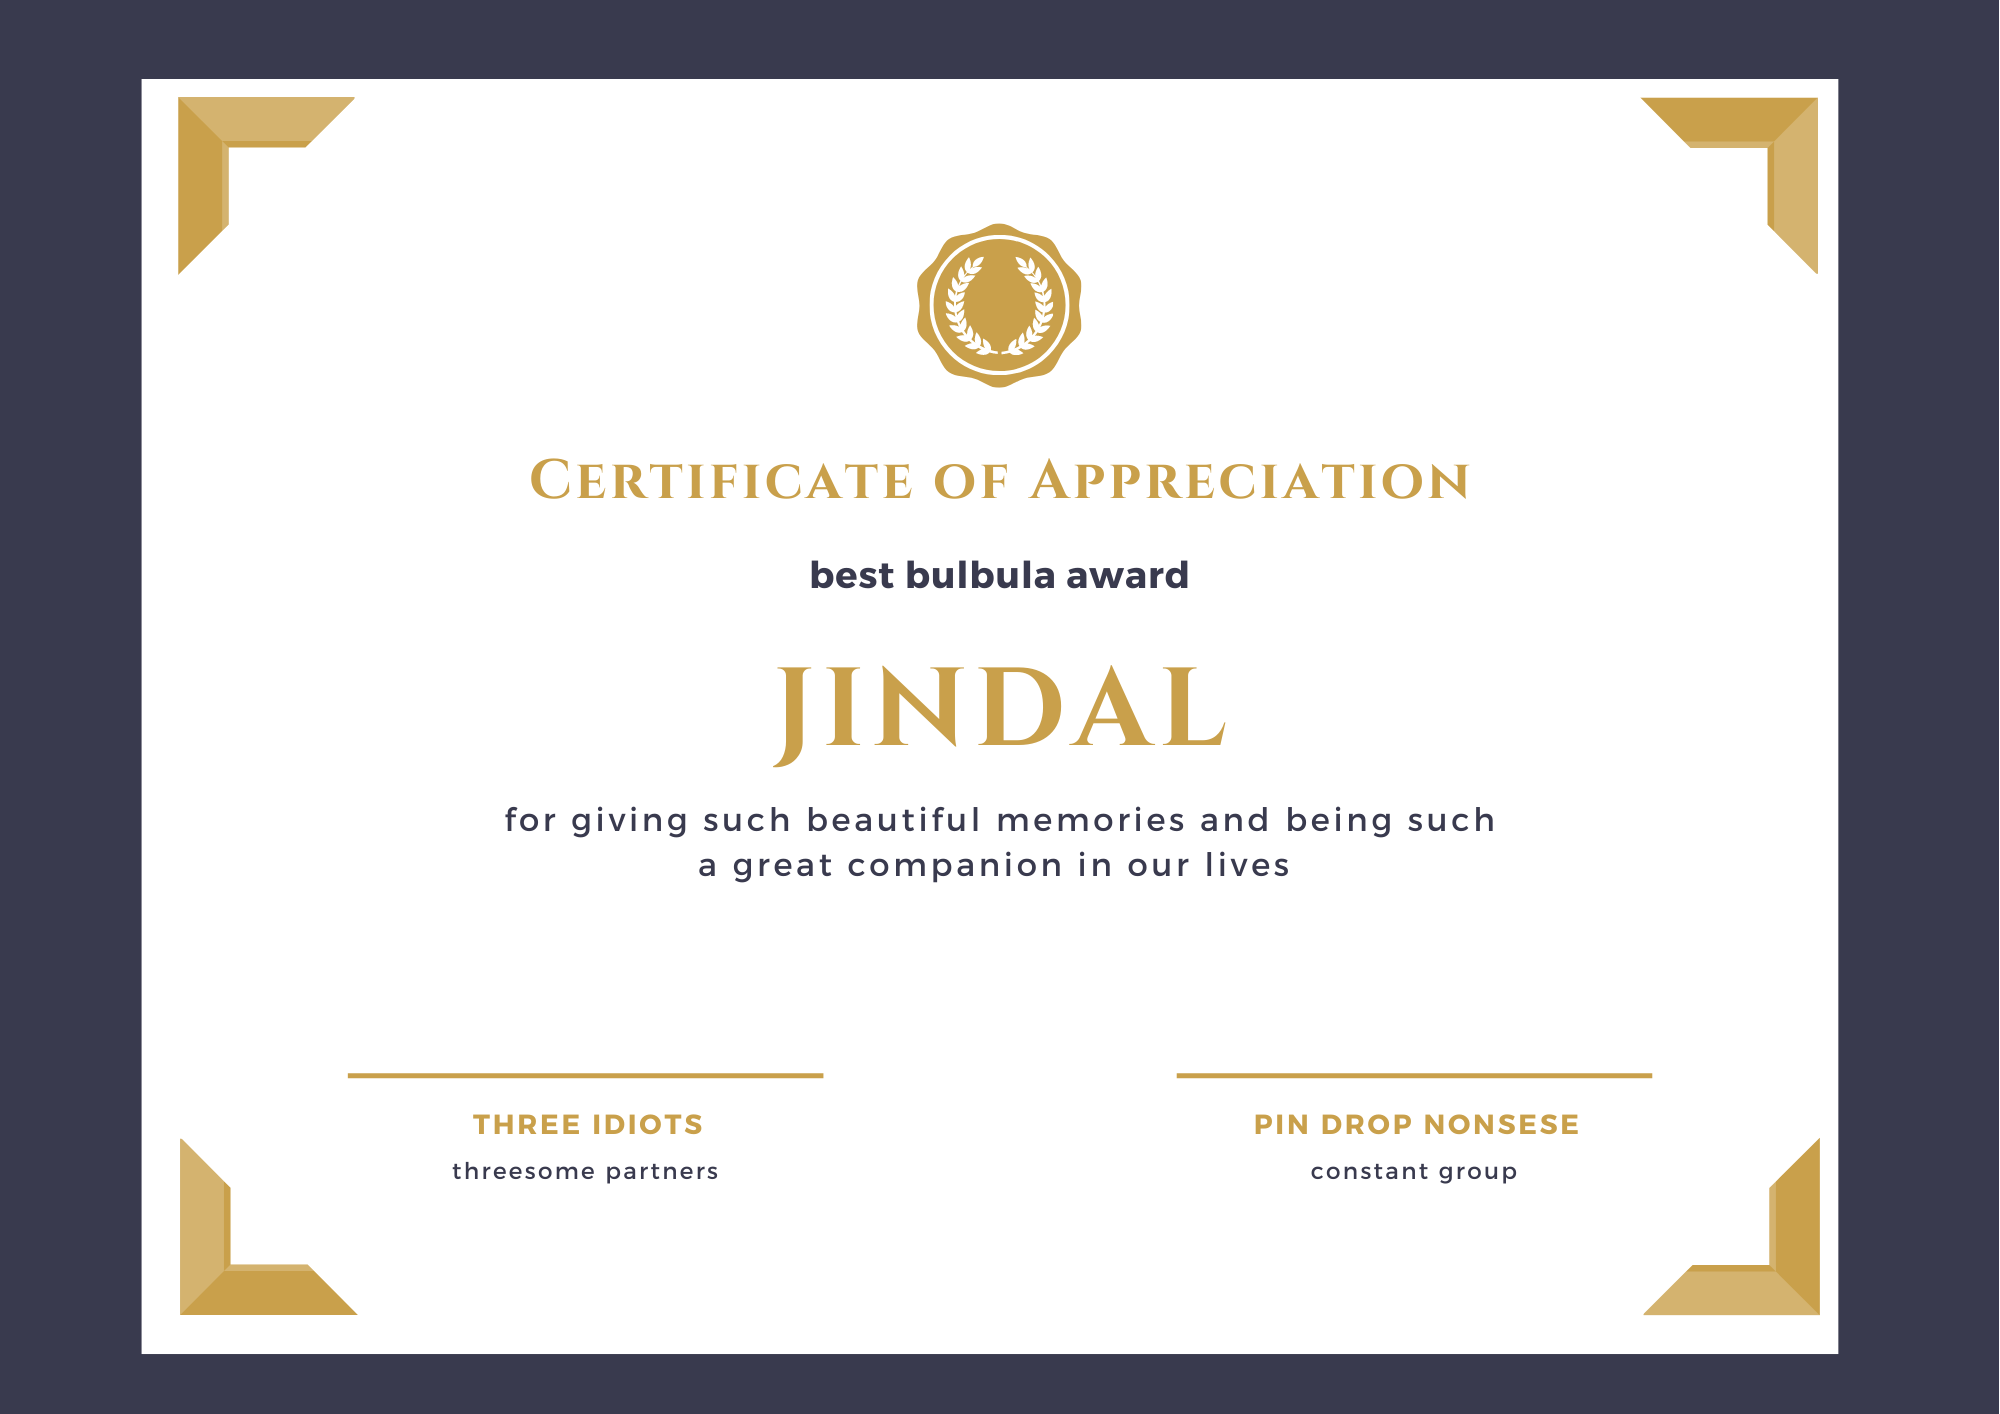 Certificate of Appreciation
best bulbula award
JINDAL
for giving such beautiful memories and being such
a great companion in our lives
THREE IDIOTS
threesome partners
PIN DROP NONSESE
constant group